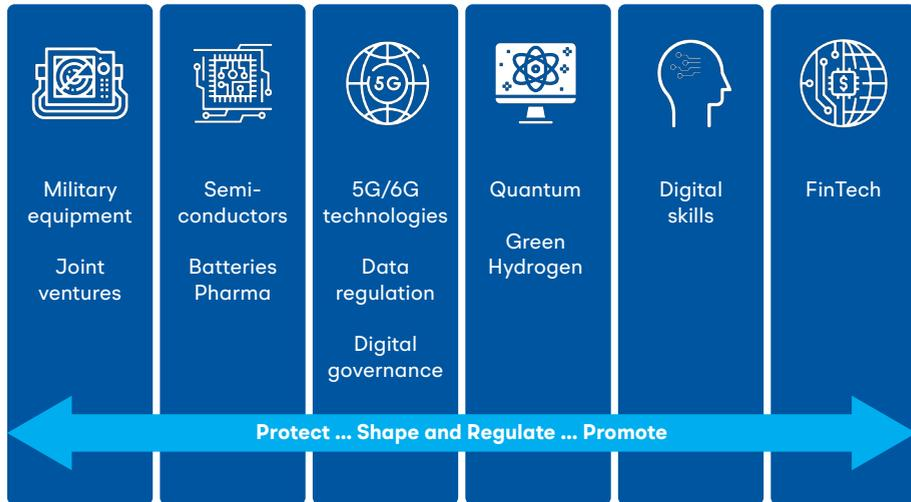 5G
$
Military
equipment
Joint
ventures
Semi-
conductors
Batteries
Pharma
5G/6G
technologies
Data
regulation
Digital
governance
Quantum
Green
Hydrogen
Digital
skills
FinTech
Protect ... Shape and Regulate ... Promote